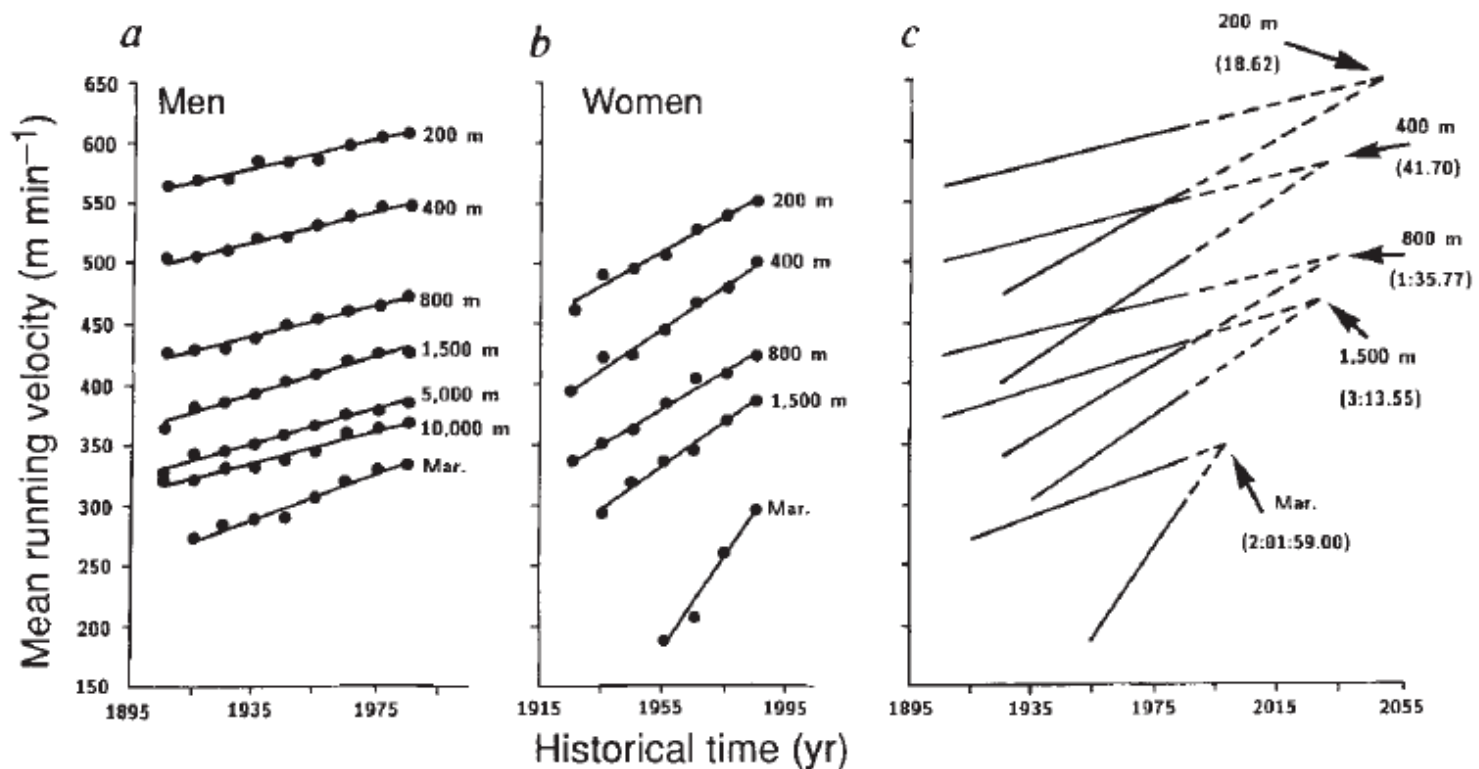 a
b
c
Mean running velocity (m min−1)
650
600
550
500
450
400
350
300
250
200
150
Men
200 m
400 m
800 m
1,500 m
5,000 m
10,000 m
Mar.
1895
1935
1975
Women
200 m
400 m
800 m
1,500 m
Mar.
1915
1955
1995
200 m
(18.62)
400 m
(41.70)
800 m
(1:35.77)
1,500 m
(3:13.55)
Mar.
(2:01:59.00)
1895
1935
1975
2015
2055
Historical time (yr)